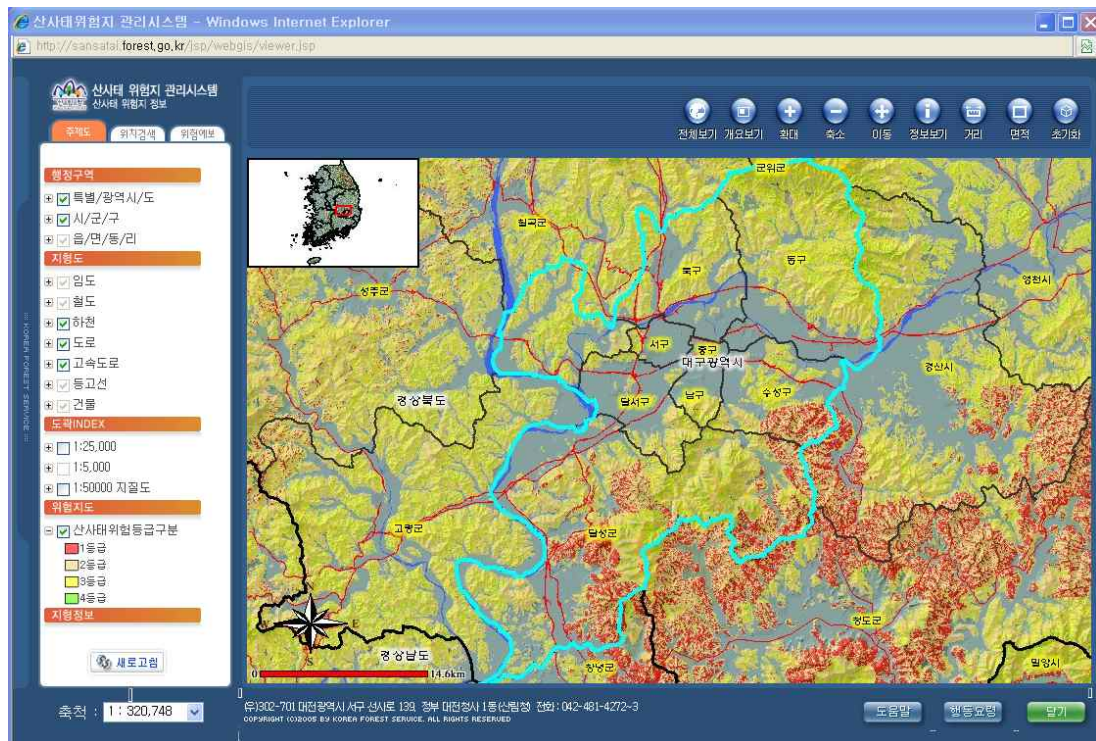 산사태위험지 관리시스템 - Windows Internet Explorer
http://sansatai.forest.go.kr/jsp/webgis/viewer.jsp
산사태 위험지 관리시스템
산사태 위험지 정보
주제도 위치검색 위험예보
전체보기 개요보기 확대 축소 이동 정보보기 거리 면적 초기화
행정구역
특별/광역시/도
시/군/구
읍/면/동/리
지형도
임도
철도
하천
도로
고속도로
등고선
건물
도곽INDEX
1:25,000
1:5,000
1:50000 지질도
위험지도
산사태위험등급구분
1등급
2등급
3등급
4등급
지형정보
새로고침
축척 : 1 : 320,748
:: KOREA FOREST SERVICE ::
군위군
칠곡군
북구
동구
영천시
성주군
서구
중구
대구광역시
경산시
경상북도
달서구
남구
수성구
고령군
달성군
청도군
경상남도
창녕군
밀양시
E
S
0 14.6km
(우)302-701 대전광역시 서구 선사로 139, 정부 대전청사 1동(산림청) 전화 : 042-481-4272~3
COPYRIGHT (C)2005 BY KOREA FOREST SERVICE. ALL RIGHTS RESERVED
도움말 행동요령 닫기